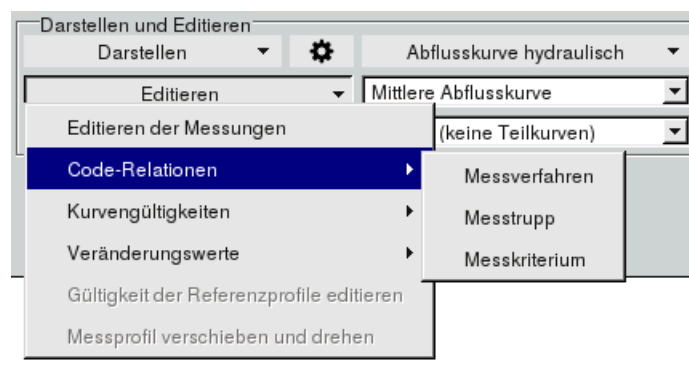 Darstellen und Editieren
Darstellen
Abflusskurve hydraulisch
Editieren
Mittlere Abflusskurve
Editieren der Messungen
(keine Teilkurven)
Code-Relationen
Messverfahren
Kurvengültigkeiten
Messtrupp
Veränderungswerte
Messkriterium
Gültigkeit der Referenzprofile editieren
Messprofil verschieben und drehen